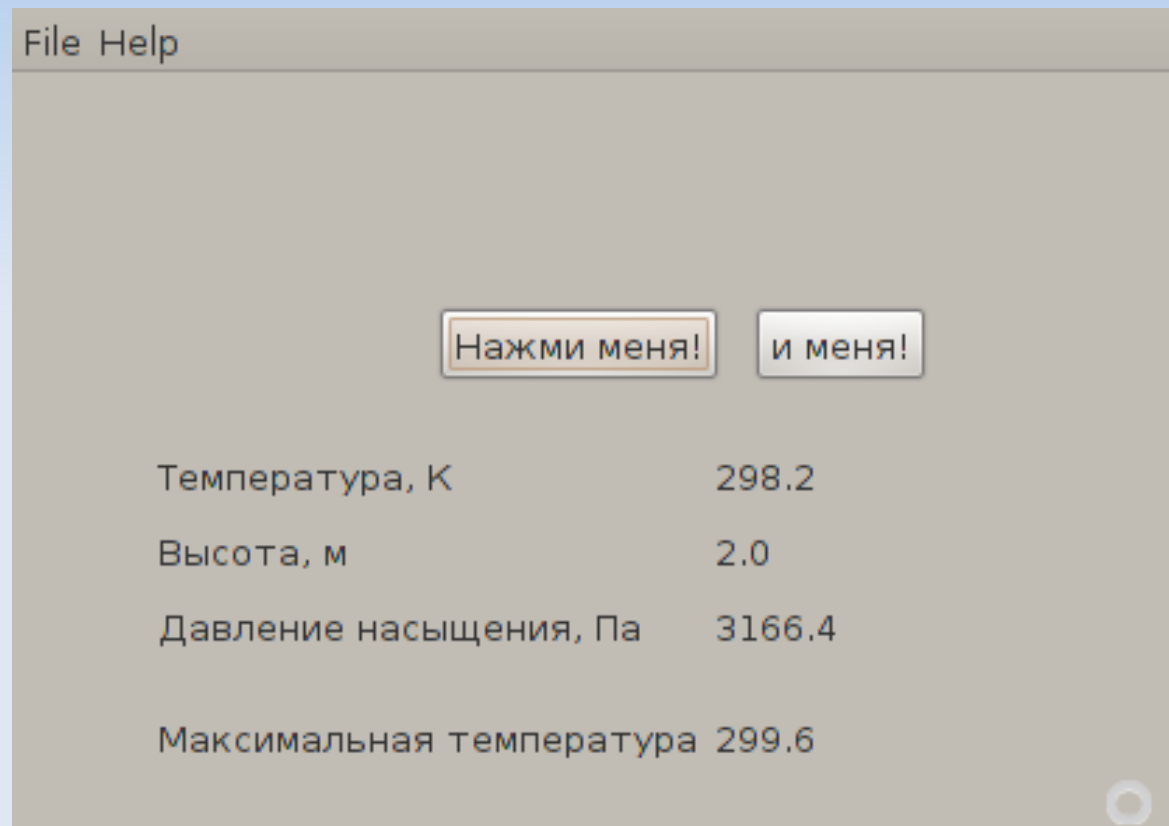 File Help
Нажми меня! и меня!
Температура, К 298.2
Высота, м 2.0
Давление насыщения, Па 3166.4
Максимальная температура 299.6